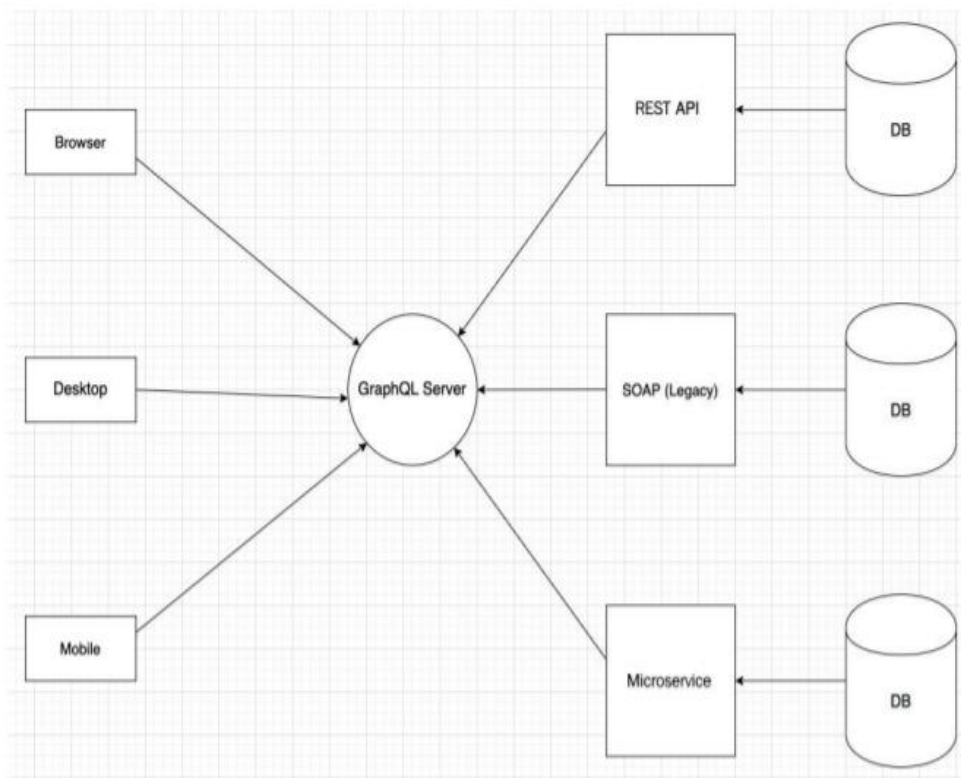 REST API
DB
Browser
Desktop
GraphQL Server
SOAP (Legacy)
DB
Mobile
Microservice
DB